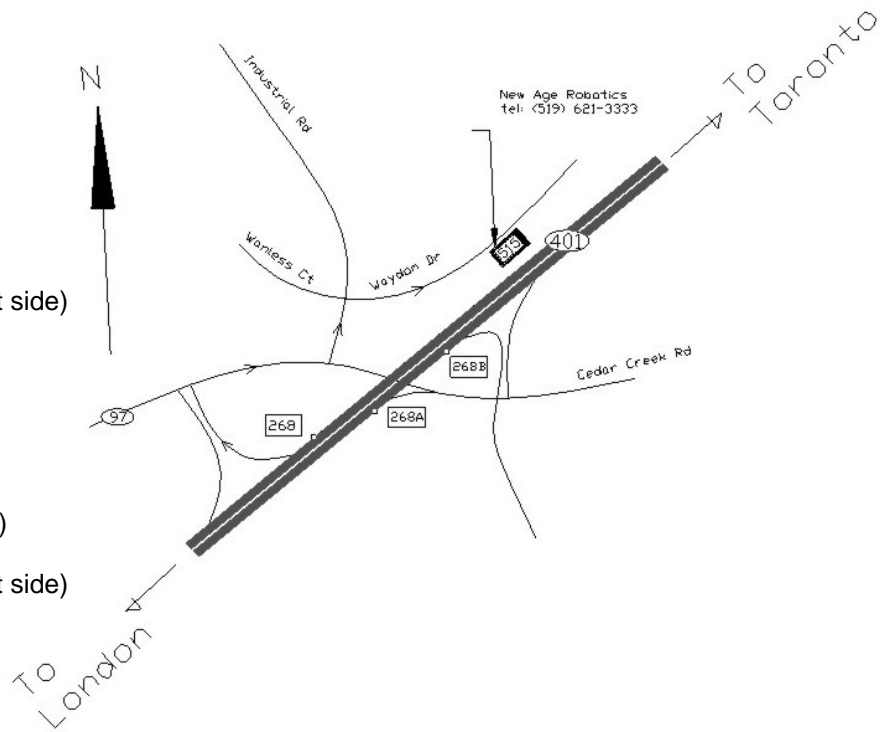 N
Industrial Rd
New Age Robotics
tel: (519) 621-3333
To
Toronto
Wanless Ct
Waydom Dr
515
401
t side)
268B
Cedar Creek Rd
97
268
268A
)
t side)
To
London